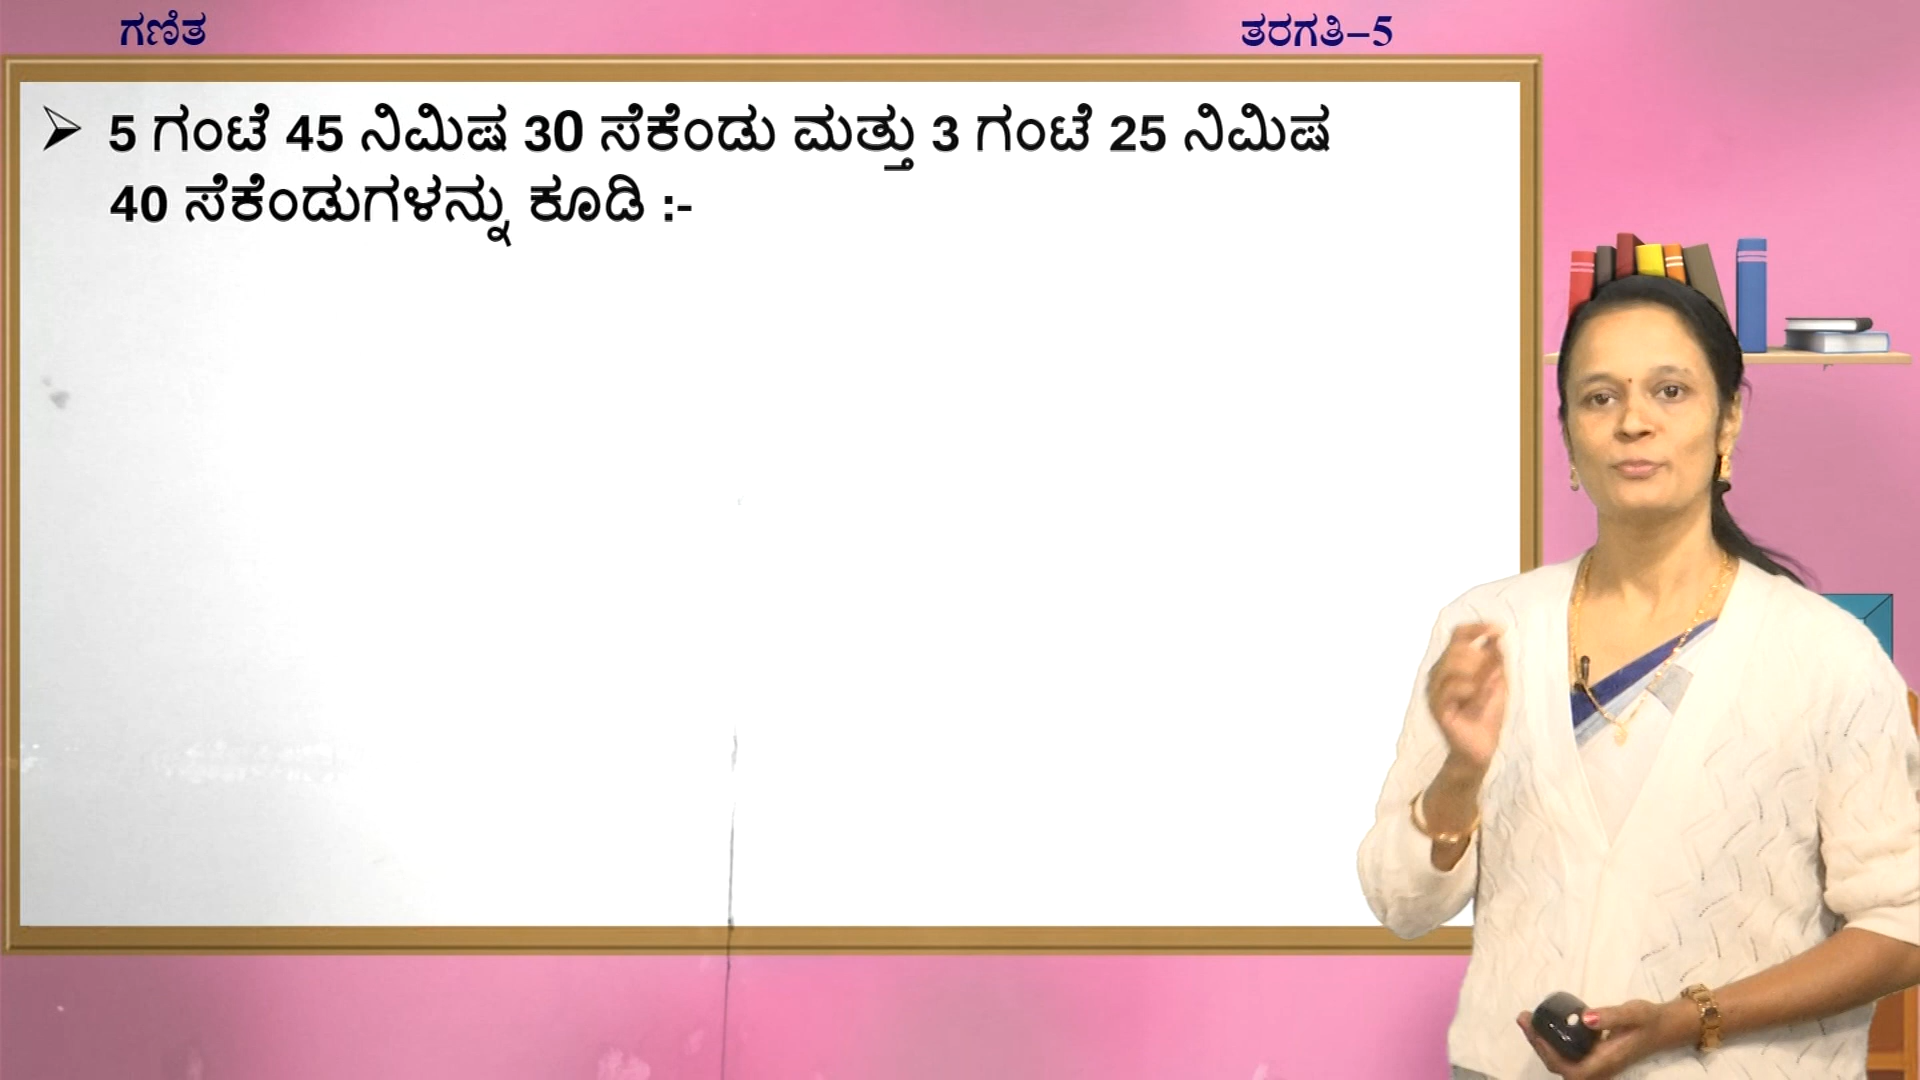 ಗಣಿತ
ತರಗತಿ–5
➢ 5 ಗಂಟೆ 45 ನಿಮಿಷ 30 ಸೆಕೆಂಡು ಮತ್ತು 3 ಗಂಟೆ 25 ನಿಮಿಷ
40 ಸೆಕೆಂಡುಗಳನ್ನು ಕೂಡಿ :-